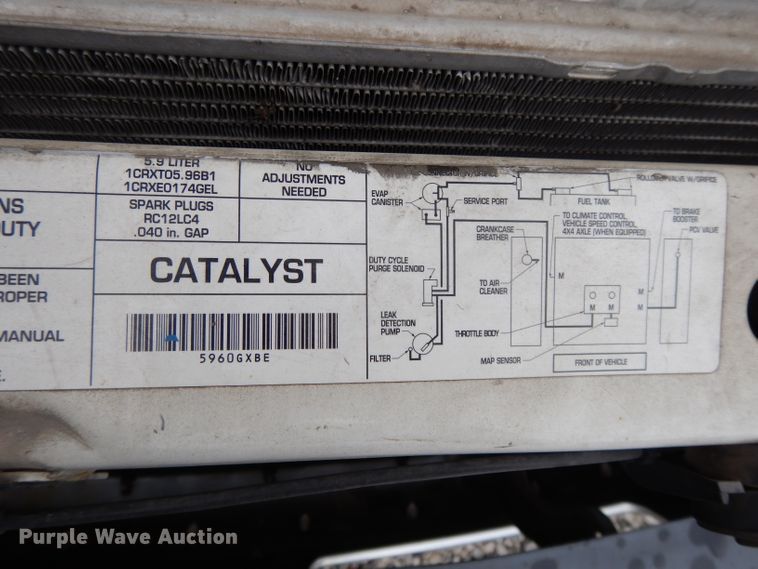 5.9 LITER
1CRXT05.96B1
1CRXE0174GEL
NO
ADJUSTMENTS
NEEDED
NS
DUTY
SPARK PLUGS
RC12LC4
.040 in. GAP
BEEN
ROPER
MANUAL
E.
CATALYST
5960GXBE
EVAP
CANISTER
SERVICE PORT
ROLLOVER VALVE W/ORIFICE
FUEL TANK
TO CLIMATE CONTROL,
VEHICLE SPEED CONTROL,
4X4 AXLE (WHEN EQUIPPED)
TO BRAKE
BOOSTER
PCV VALVE
CRANKCASE
BREATHER
DUTY CYCLE
PURGE SOLENOID
TO AIR
CLEANER
M
M
M
M M
LEAK
DETECTION
PUMP
THROTTLE BODY
FILTER
MAP SENSOR
FRONT OF VEHICLE
Purple Wave Auction